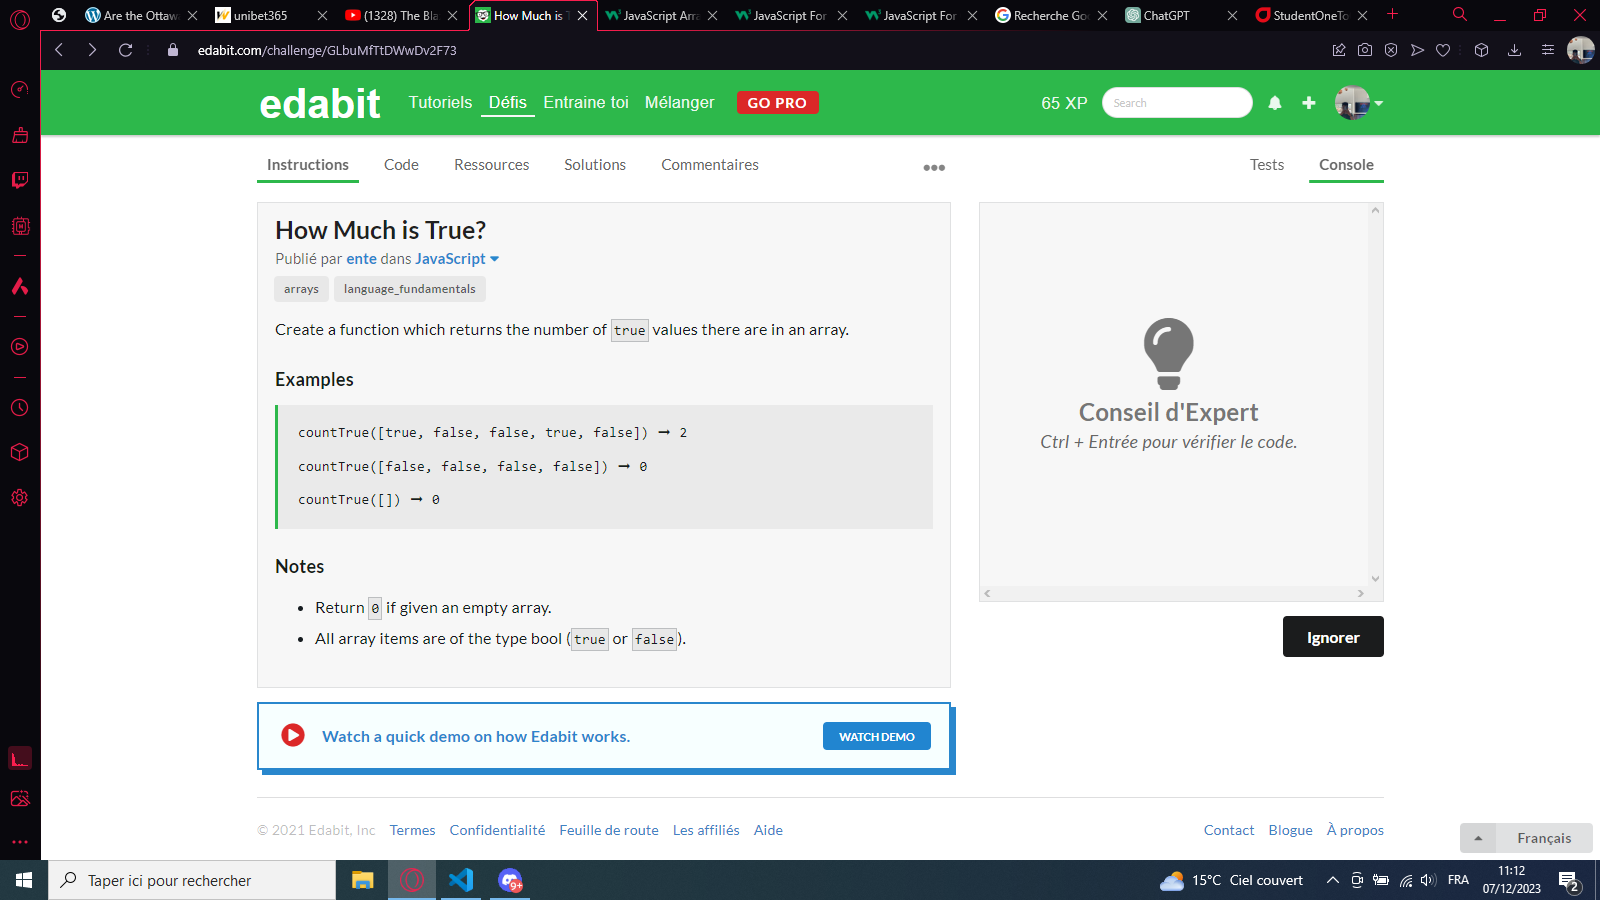 Are the Ottawa
unibet365
(1328) The Bla
How Much is T
JavaScript Arra
JavaScript For
JavaScript For
Recherche Goo
ChatGPT
StudentOneTo
edabit.com/challenge/GLbuMfTtDWwDv2F73
edabit
Tutoriels
Défis
Entraine toi
Mélanger
GO PRO
65 XP
Search
Instructions
Code
Ressources
Solutions
Commentaires
Tests
Console
How Much is True?
Publié par ente dans JavaScript
arrays
language_fundamentals
Create a function which returns the number of true values there are in an array.
Examples
countTrue([true, false, false, true, false]) ➞ 2
countTrue([false, false, false, false]) ➞ 0
countTrue([]) ➞ 0
Notes
• Return 0 if given an empty array.
• All array items are of the type bool (true or false).
Conseil d'Expert
Ctrl + Entrée pour vérifier le code.
Ignorer
Watch a quick demo on how Edabit works.
WATCH DEMO
© 2021 Edabit, Inc
Termes
Confidentialité
Feuille de route
Les affiliés
Aide
Contact
Blogue
À propos
Français
Taper ici pour rechercher
9+
15°C Ciel couvert
FRA
11:12
07/12/2023
2